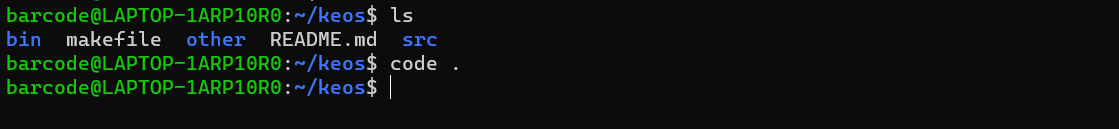 barcode@LAPTOP-1ARP10R0:~/keos$ ls
bin  makefile  other  README.md  src
barcode@LAPTOP-1ARP10R0:~/keos$ code .
barcode@LAPTOP-1ARP10R0:~/keos$